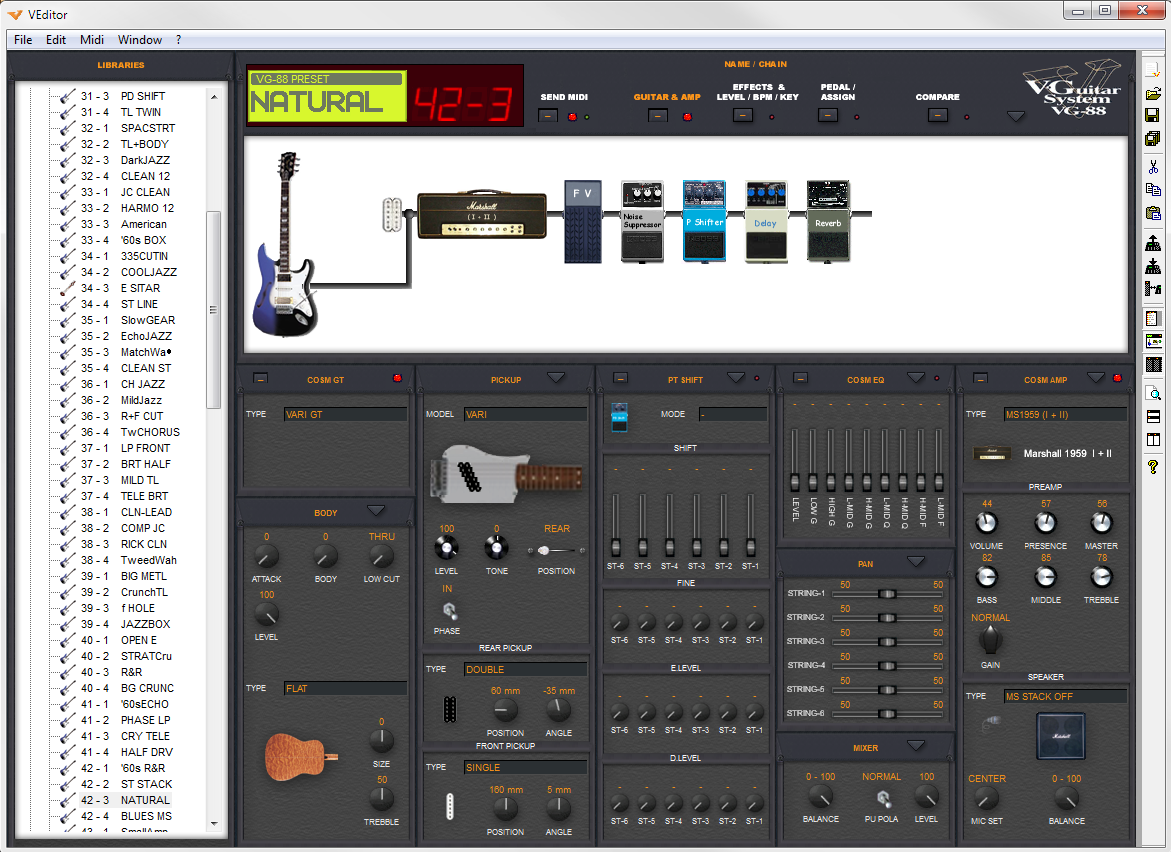 VEditor
File Edit Midi Window ?
LIBRARIES
31 - 3 PD SHIFT
31 - 4 TL TWIN
32 - 1 SPACSTRT
32 - 2 TL+BODY
32 - 3 DarkJAZZ
32 - 4 CLEAN 12
33 - 1 JC CLEAN
33 - 2 HARMO 12
33 - 3 American
33 - 4 '60s BOX
34 - 1 335CUTIN
34 - 2 COOLJAZZ
34 - 3 E SITAR
34 - 4 ST LINE
35 - 1 SlowGEAR
35 - 2 EchoJAZZ
35 - 3 MatchWa•
35 - 4 CLEAN ST
36 - 1 CH JAZZ
36 - 2 MildJazz
36 - 3 R+F CUT
36 - 4 TwCHORUS
37 - 1 LP FRONT
37 - 2 BRT HALF
37 - 3 MILD TL
37 - 4 TELE BRT
38 - 1 CLN-LEAD
38 - 2 COMP JC
38 - 3 RICK CLN
38 - 4 TweedWah
39 - 1 BIG METL
39 - 2 CrunchTL
39 - 3 f HOLE
39 - 4 JAZZBOX
40 - 1 OPEN E
40 - 2 STRATCru
40 - 3 R&R
40 - 4 BG CRUNC
41 - 1 '60sECHO
41 - 2 PHASE LP
41 - 3 CRY TELE
41 - 4 HALF DRV
42 - 1 '60s R&R
42 - 2 ST STACK
42 - 3 NATURAL
42 - 4 BLUES MS
43 - 1 SmallAmp
VG-88 PRESET
NATURAL
42-3
NAME / CHAIN
SEND MIDI
GUITAR & AMP
EFFECTS &
LEVEL / BPM / KEY
PEDAL /
ASSIGN
COMPARE
VGuitar
System
VG-88
Marshall
( I + II )
F V
Noise
Suppressor
P Shifter
Delay
Reverb
COSM GT
TYPE VARI GT
BODY
0 0 THRU
ATTACK BODY LOW CUT
100
LEVEL
TYPE FLAT
0
SIZE
50
TREBBLE
PICKUP
MODEL VARI
100 0 REAR
LEVEL TONE POSITION
IN
PHASE
REAR PICKUP
TYPE DOUBLE
60 mm -35 mm
POSITION ANGLE
FRONT PICKUP
TYPE SINGLE
160 mm 5 mm
POSITION ANGLE
PT SHIFT
MODE -
SHIFT
- - - - - -
ST-6 ST-5 ST-4 ST-3 ST-2 ST-1
FINE
- - - - - -
ST-6 ST-5 ST-4 ST-3 ST-2 ST-1
E.LEVEL
- - - - - -
ST-6 ST-5 ST-4 ST-3 ST-2 ST-1
D.LEVEL
- - - - - -
ST-6 ST-5 ST-4 ST-3 ST-2 ST-1
COSM EQ
- - - - - - - - -
LEVEL LOW G HIGH G L-MID G H-MID G L-MID Q H-MID Q H-MID F L-MID F
PAN
50 50
STRING-1
50 50
STRING-2
50 50
STRING-3
50 50
STRING-4
50 50
STRING-5
50 50
STRING-6
MIXER
0 - 100 NORMAL 100
BALANCE PU POLA LEVEL
COSM AMP
TYPE MS1959 (I + II)
Marshall 1959 I + II
PREAMP
44 57 56
VOLUME PRESENCE MASTER
82 85 78
BASS MIDDLE TREBBLE
NORMAL
GAIN
SPEAKER
TYPE MS STACK OFF
Marshall
CENTER 0 - 100
MIC SET BALANCE